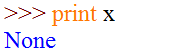 >>> print x
None